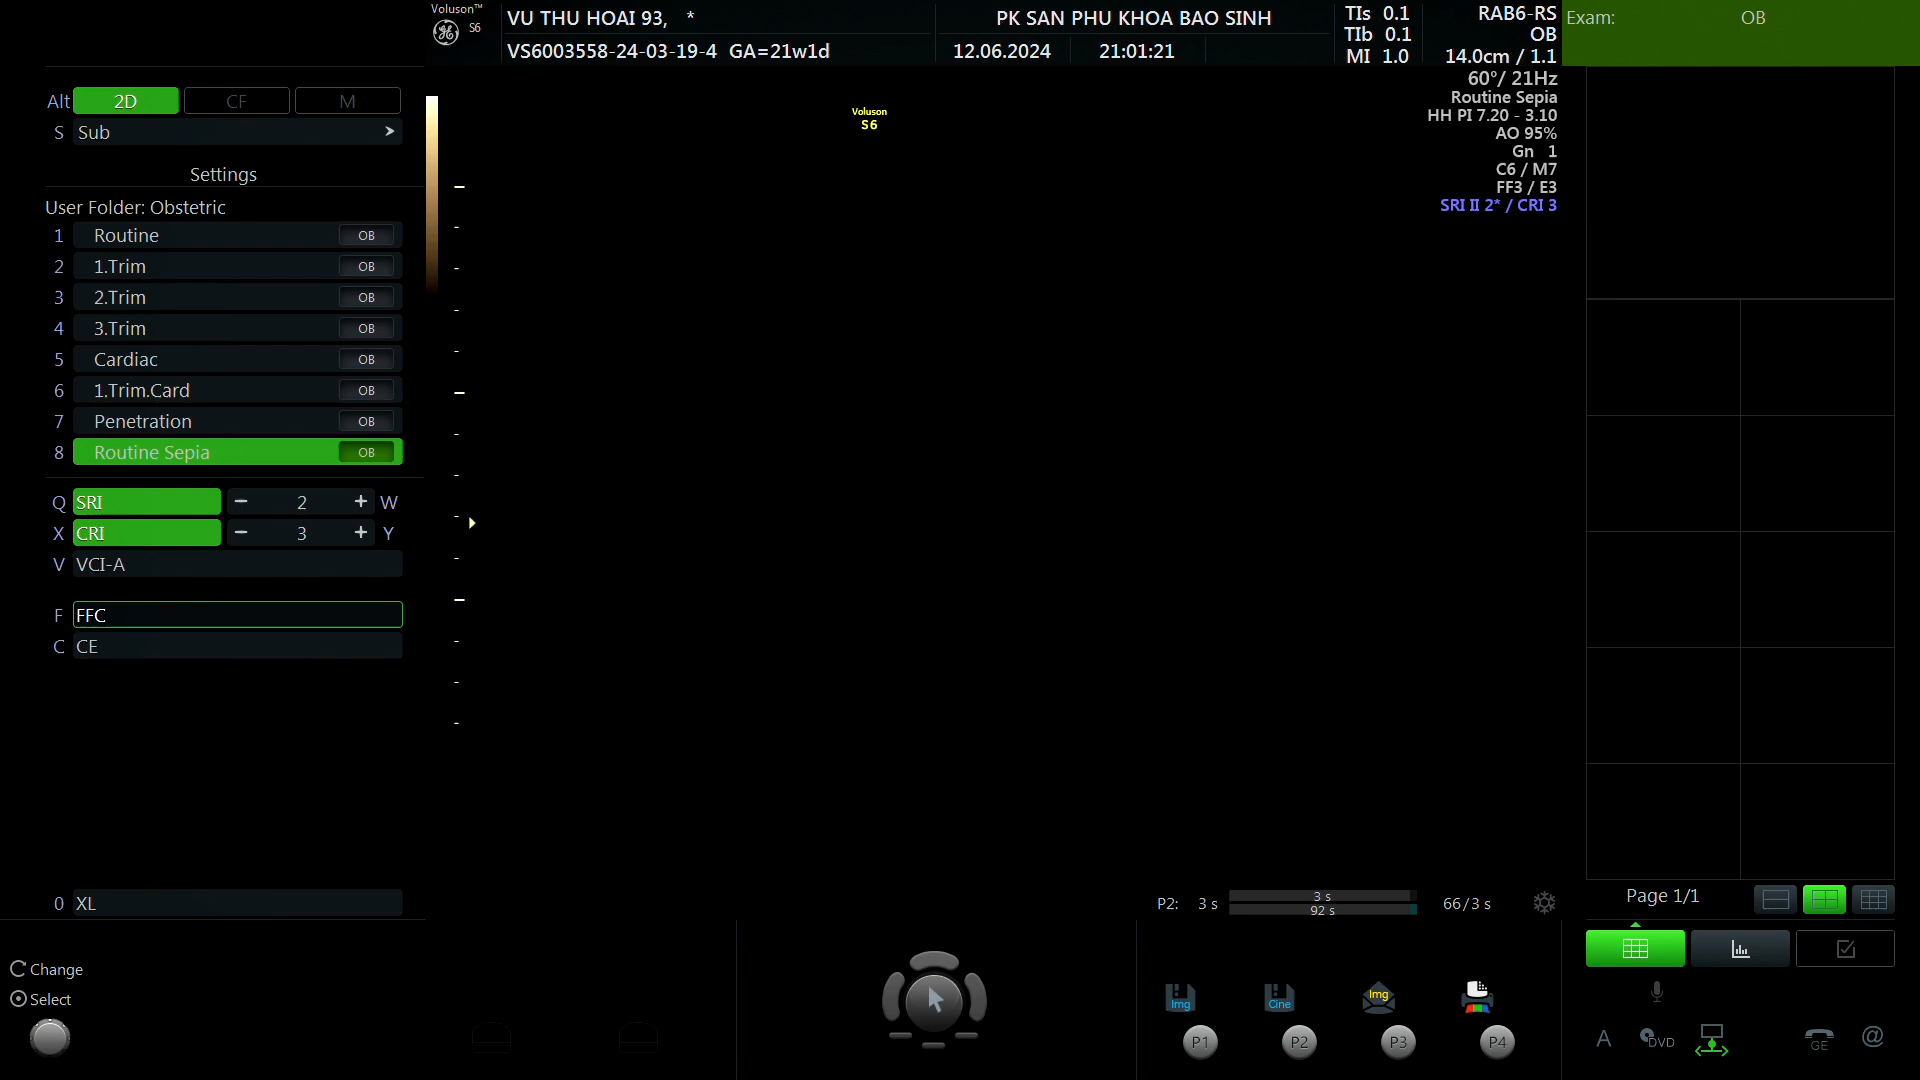 Voluson™
S6
VU THU HOAI 93, *
PK SAN PHU KHOA BAO SINH
VS6003558-24-03-19-4 GA=21w1d
12.06.2024
21:01:21
TIs 0.1
TIb 0.1
MI 1.0
RAB6-RS
OB
14.0cm / 1.1
60°/ 21Hz
Routine Sepia
HH PI 7.20 - 3.10
AO 95%
Gn 1
C6 / M7
FF3 / E3
SRI II 2* / CRI 3
Exam: OB
Alt 2D CF M
S Sub >
Settings
User Folder: Obstetric
1 Routine OB
2 1.Trim OB
3 2.Trim OB
4 3.Trim OB
5 Cardiac OB
6 1.Trim.Card OB
7 Penetration OB
8 Routine Sepia OB
Q SRI − 2 + W
X CRI − 3 + Y
V VCI-A
F FFC
C CE
0 XL
Change
Select
Voluson
S6
P2: 3 s
3 s
92 s
66/3 s
Img
Cine
Img
P1 P2 P3 P4
Page 1/1
A DVD GE @